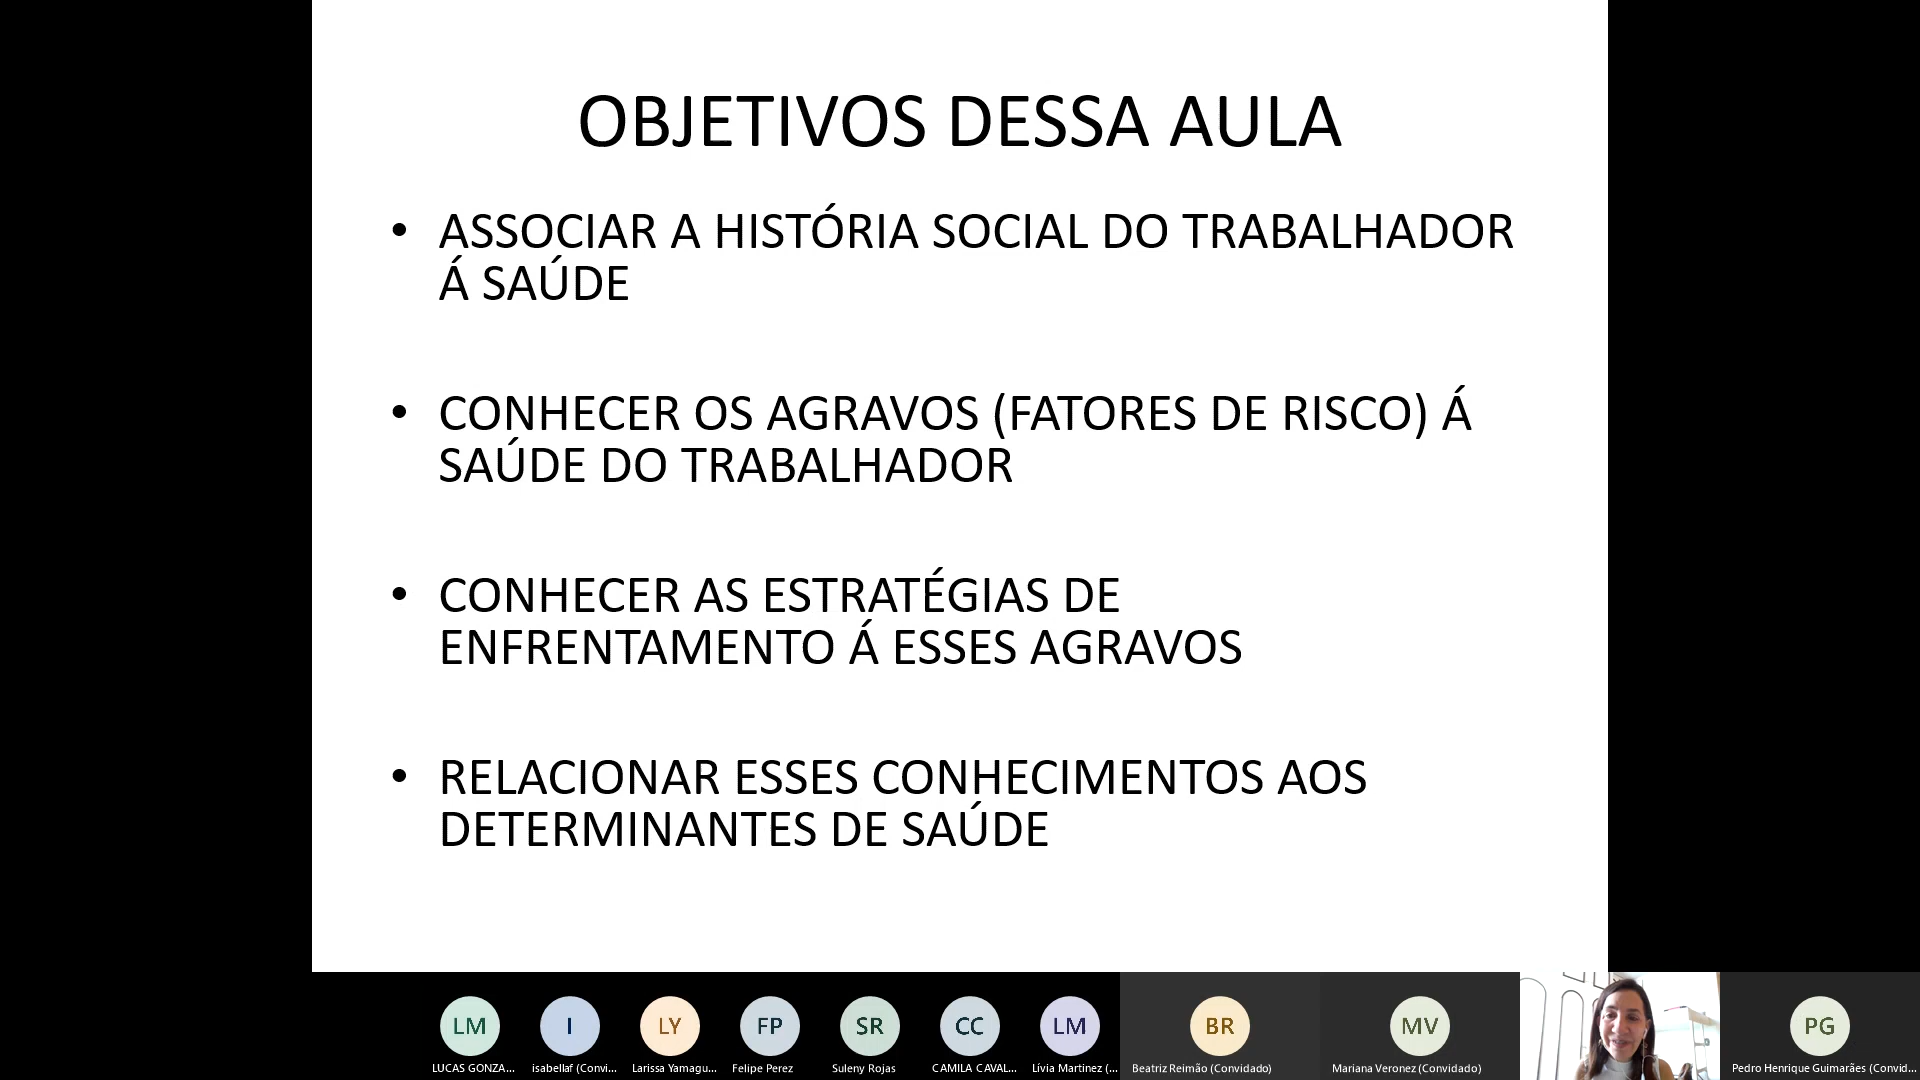 OBJETIVOS DESSA AULA
• ASSOCIAR A HISTÓRIA SOCIAL DO TRABALHADOR
Á SAÚDE
• CONHECER OS AGRAVOS (FATORES DE RISCO) Á
SAÚDE DO TRABALHADOR
• CONHECER AS ESTRATÉGIAS DE
ENFRENTAMENTO Á ESSES AGRAVOS
• RELACIONAR ESSES CONHECIMENTOS AOS
DETERMINANTES DE SAÚDE
LM I LY FP SR CC LM BR MV PG
LUCAS GONZA... isabellaf (Convi... Larissa Yamagu... Felipe Perez Suleny Rojas CAMILA CAVAL... Lívia Martinez (... Beatriz Reimão (Convidado) Mariana Veronez (Convidado) Pedro Henrique Guimarães (Convid...